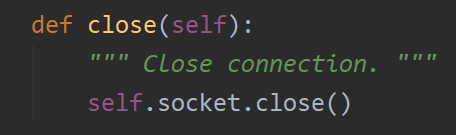 def close(self):
    """ Close connection. """
    self.socket.close()